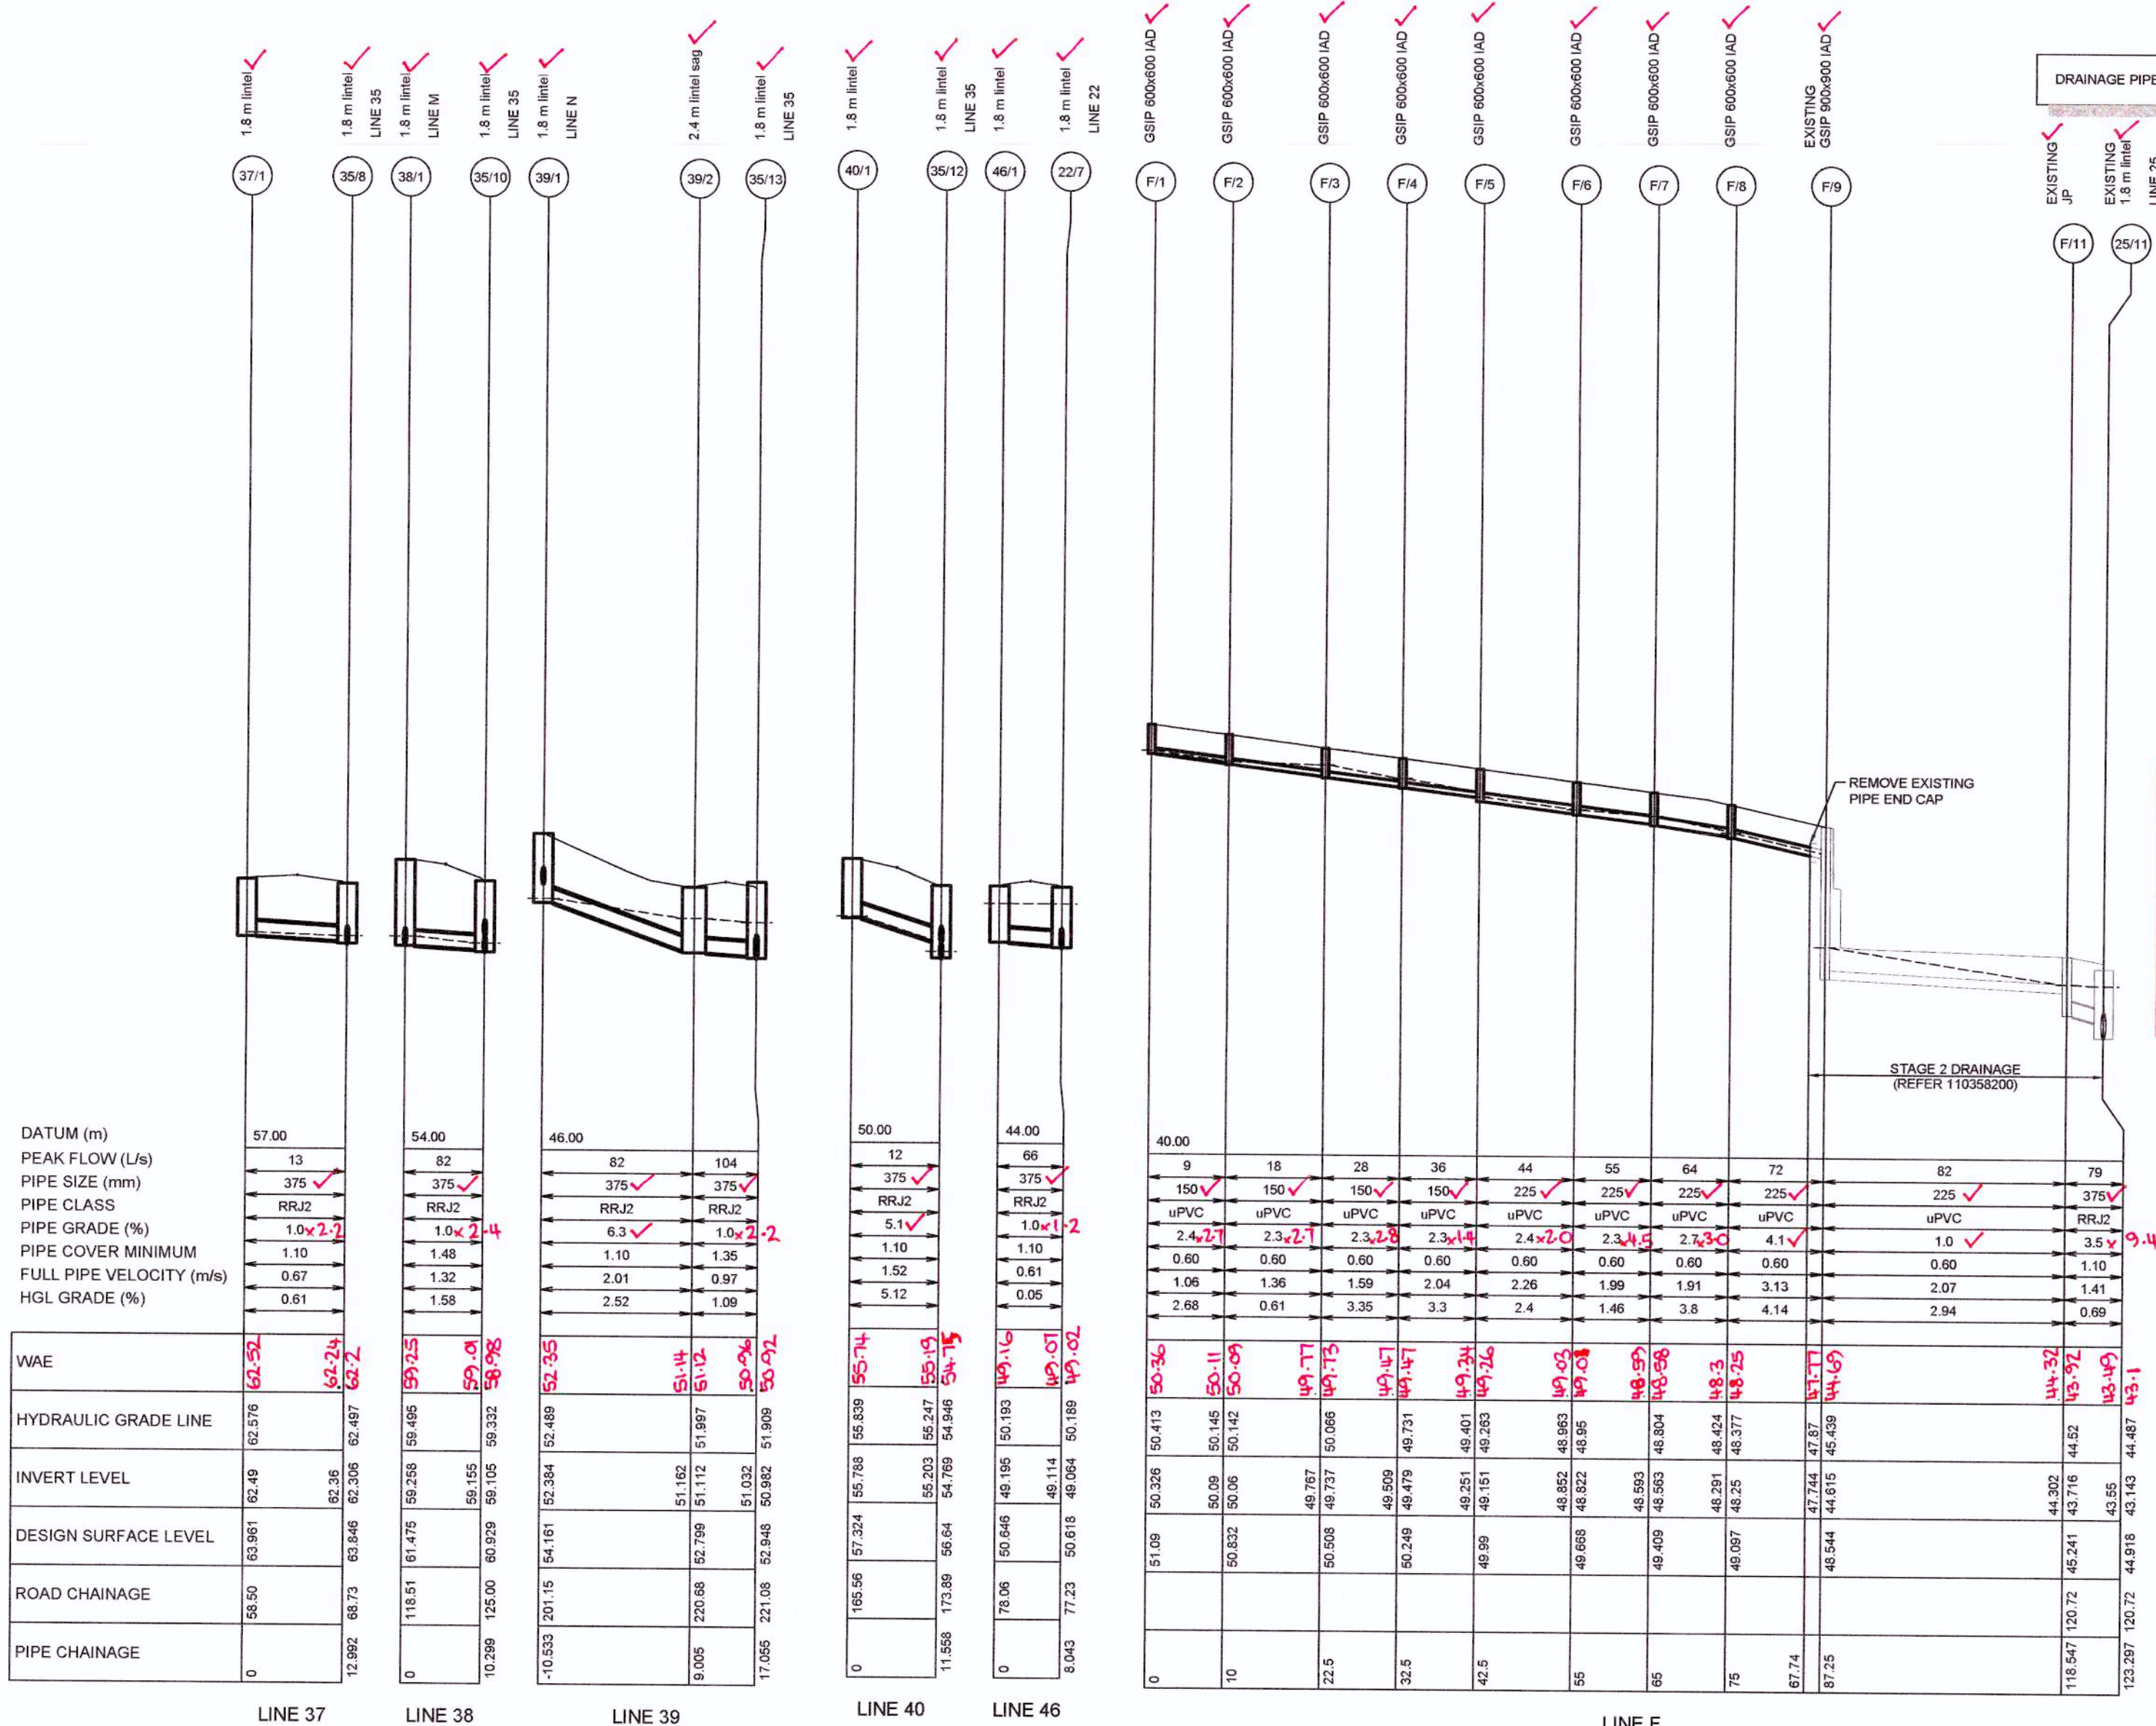 1.8 m lintel
1.8 m lintel
LINE 35
1.8 m lintel
LINE M
1.8 m lintel
LINE 35
1.8 m lintel
LINE N
2.4 m lintel sag
1.8 m lintel
LINE 35
1.8 m lintel
1.8 m lintel
LINE 35
1.8 m lintel
1.8 m lintel
LINE 22
GSIP 600x600 IAD
GSIP 600x600 IAD
GSIP 600x600 IAD
GSIP 600x600 IAD
GSIP 600x600 IAD
GSIP 600x600 IAD
GSIP 600x600 IAD
GSIP 600x600 IAD
EXISTING
GSIP 900x900 IAD
DRAINAGE PIPE
EXISTING
JP
EXISTING
1.8 m lintel
LINE 25
37/1 35/8 38/1 35/10 39/1 39/2 35/13 40/1 35/12 46/1 22/7 F/1 F/2 F/3 F/4 F/5 F/6 F/7 F/8 F/9 F/11 25/11
REMOVE EXISTING
PIPE END CAP
STAGE 2 DRAINAGE
(REFER 110358200)
DATUM (m) 57.00 54.00 46.00 50.00 44.00 40.00
PEAK FLOW (L/s) 13 82 82 104 12 66 9 18 28 36 44 55 64 72 82 79
PIPE SIZE (mm) 375 375 375 375 375 375 150 150 150 150 225 225 225 225 225 375
PIPE CLASS RRJ2 RRJ2 RRJ2 RRJ2 RRJ2 RRJ2 uPVC uPVC uPVC uPVC uPVC uPVC uPVC uPVC uPVC RRJ2
PIPE GRADE (%) 1.0 x 2.2 1.0 x 2.4 6.3 1.0 x 2.2 5.1 1.0 x 1.2 2.4 x 2.7 2.3 x 2.7 2.3 x 2.8 2.3 x 1.4 2.4 x 2.0 2.3 x 4.5 2.7 x 3.0 4.1 1.0 3.5 x 9.4
PIPE COVER MINIMUM 1.10 1.48 1.10 1.35 1.10 1.10 0.60 0.60 0.60 0.60 0.60 0.60 0.60 0.60 0.60 1.10
FULL PIPE VELOCITY (m/s) 0.67 1.32 2.01 0.97 1.52 0.61 1.06 1.36 1.59 2.04 2.26 1.99 1.91 3.13 2.07 1.41
HGL GRADE (%) 0.61 1.58 2.52 1.09 5.12 0.05 2.68 0.61 3.35 3.3 2.4 1.46 3.8 4.14 2.94 0.69
WAE 62.52 62.24 62.2 59.25 59.01 58.98 52.35 51.14 51.12 50.96 50.92 55.74 55.19 54.75 49.16 49.07 49.02 50.36 50.11 50.09 49.77 49.73 49.47 49.47 49.34 49.26 49.03 49.01 48.59 48.58 48.3 48.25 47.77 44.69 44.32 43.92 43.49 43.1
HYDRAULIC GRADE LINE 62.576 62.497 59.495 59.332 52.489 51.997 51.909 55.839 55.247 54.946 50.193 50.189 50.413 50.145 50.142 50.066 49.731 49.401 49.263 48.963 48.95 48.804 48.424 48.377 47.87 45.439 44.52 44.487
INVERT LEVEL 62.49 62.36 62.306 59.258 59.155 59.105 52.384 51.162 51.112 51.032 50.982 55.788 55.203 54.769 49.195 49.114 49.064 50.326 50.09 50.06 49.767 49.737 49.509 49.479 49.251 49.151 48.852 48.822 48.593 48.563 48.291 48.25 47.744 44.615 44.302 43.716 43.55 43.143
DESIGN SURFACE LEVEL 63.961 63.846 61.475 60.929 54.161 52.799 52.948 57.324 56.64 50.646 50.618 51.09 50.832 50.508 50.249 49.99 49.668 49.409 49.097 48.544 45.241 44.918
ROAD CHAINAGE 58.50 68.73 118.51 125.00 201.15 220.68 221.08 165.56 173.89 78.06 77.23 120.72 120.72
PIPE CHAINAGE 0 12.992 0 10.299 -10.533 9.005 17.055 0 11.558 0 8.043 0 10 22.5 32.5 42.5 55 65 75 67.74 87.25 118.547 123.297
LINE 37 LINE 38 LINE 39 LINE 40 LINE 46 LINE F